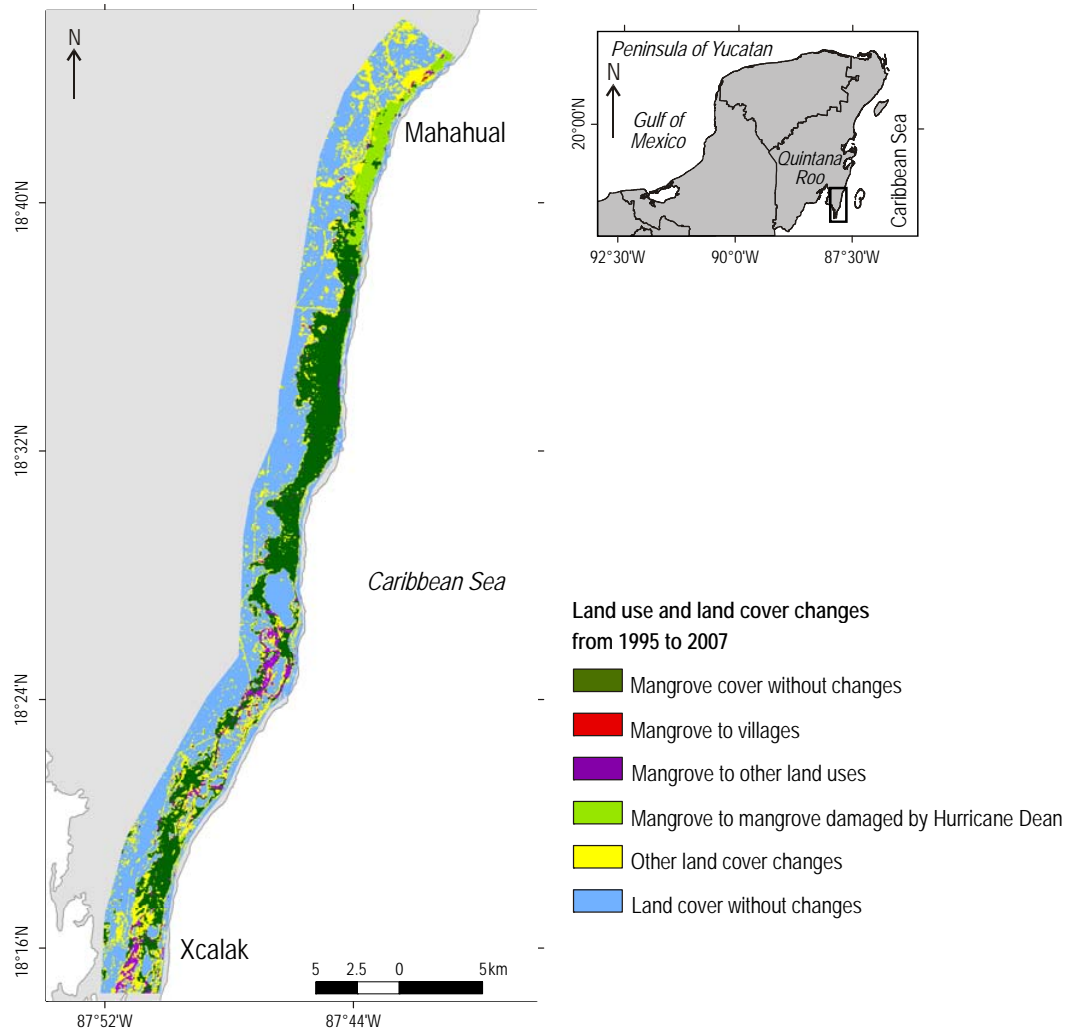 N
Mahahual
18°40'N
18°32'N
Caribbean Sea
18°24'N
18°16'N
Xcalak
5 2.5 0 5km
87°52'W 87°44'W
Peninsula of Yucatan
N
20°00'N
Gulf of
Mexico
Quintana
Roo
Caribbean Sea
92°30'W 90°0'W 87°30'W
Land use and land cover changes
from 1995 to 2007
Mangrove cover without changes
Mangrove to villages
Mangrove to other land uses
Mangrove to mangrove damaged by Hurricane Dean
Other land cover changes
Land cover without changes